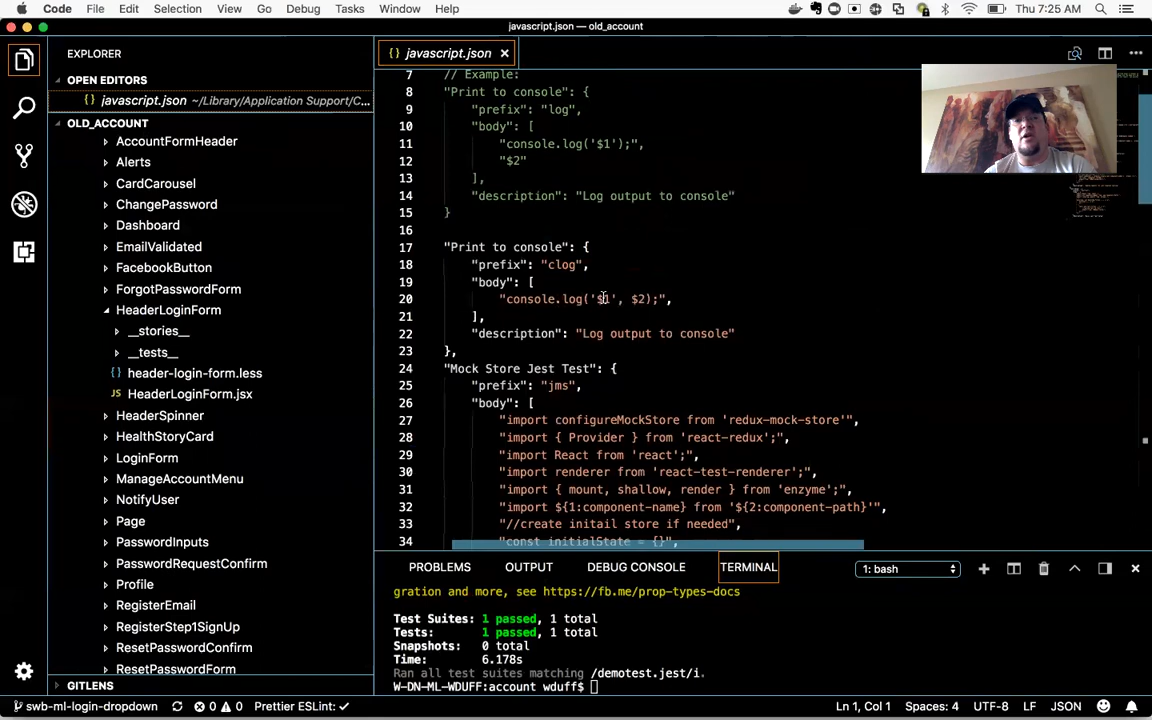 Code File Edit Selection View Go Debug Tasks Window Help Thu 7:25 AM
javascript.json — old_account
EXPLORER
OPEN EDITORS
{} javascript.json ~/Library/Application Support/C...
OLD_ACCOUNT
AccountFormHeader
Alerts
CardCarousel
ChangePassword
Dashboard
EmailValidated
FacebookButton
ForgotPasswordForm
HeaderLoginForm
__stories__
__tests__
{} header-login-form.less
JS HeaderLoginForm.jsx
HeaderSpinner
HealthStoryCard
LoginForm
ManageAccountMenu
NotifyUser
Page
PasswordInputs
PasswordRequestConfirm
Profile
RegisterEmail
RegisterStep1SignUp
ResetPasswordConfirm
ResetPasswordForm
GITLENS
{} javascript.json ×
7 // Example:
8 "Print to console": {
9 "prefix": "log",
10 "body": [
11 "console.log('$1');",
12 "$2"
13 ],
14 "description": "Log output to console"
15 }
16
17 "Print to console": {
18 "prefix": "clog",
19 "body": [
20 "console.log('$1', $2);",
21 ],
22 "description": "Log output to console"
23 },
24 "Mock Store Jest Test": {
25 "prefix": "jms",
26 "body": [
27 "import configureMockStore from 'redux-mock-store'",
28 "import { Provider } from 'react-redux';",
29 "import React from 'react';",
30 "import renderer from 'react-test-renderer';",
31 "import { mount, shallow, render } from 'enzyme';",
32 "import ${1:component-name} from '${2:component-path}'",
33 "//create initail store if needed",
34 "const initialState = {}",
PROBLEMS OUTPUT DEBUG CONSOLE TERMINAL 1: bash
gration and more, see https://fb.me/prop-types-docs
Test Suites: 1 passed, 1 total
Tests: 1 passed, 1 total
Snapshots: 0 total
Time: 6.178s
Ran all test suites matching /demotest.jest/i.
W-DN-ML-WDUFF:account wduff$
swb-ml-login-dropdown 0 0 Prettier ESLint: ✓ Ln 1, Col 1 Spaces: 4 UTF-8 LF JSON